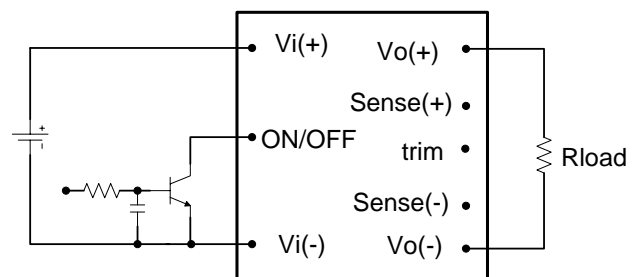 Vi(+)
Vo(+)
Sense(+)
ON/OFF
trim
Rload
Sense(-)
Vi(-)
Vo(-)
+
-